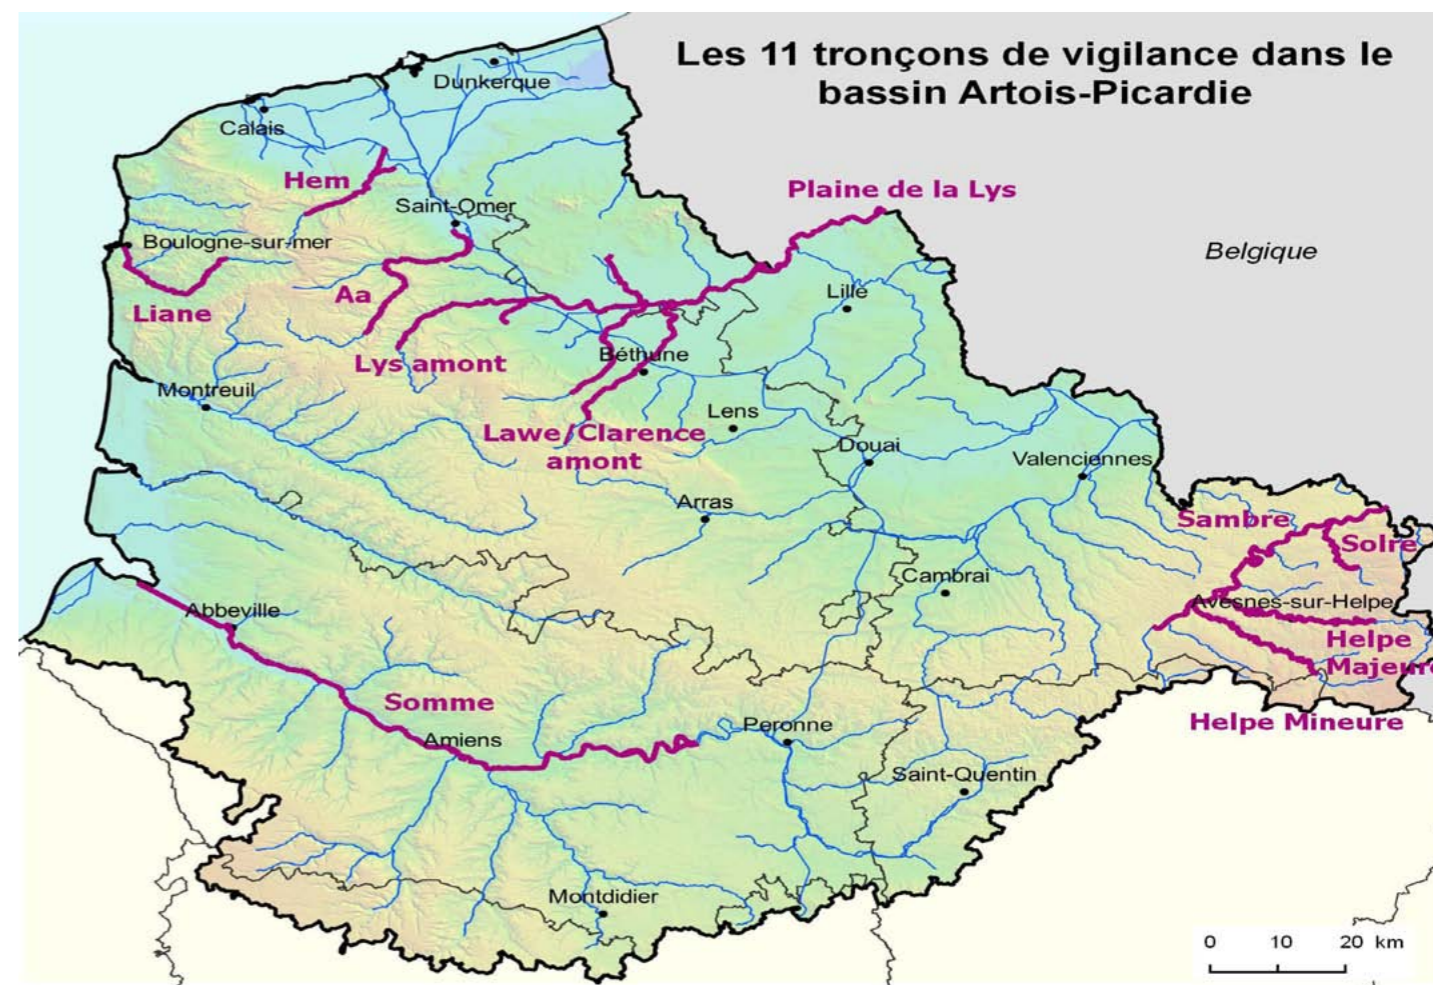 Les 11 tronçons de vigilance dans le
bassin Artois-Picardie
Dunkerque
Calais
Hem
Plaine de la Lys
Saint-Omer
Boulogne-sur-mer
Belgique
Aa
Lille
Liane
Béthune
Lys amont
Montreuil
Lens
Lawe/Clarence
amont
Douai
Valenciennes
Arras
Sambre
Solre
Cambrai
Avesnes-sur-Helpe
Abbeville
Helpe
Majeure
Somme
Helpe Mineure
Peronne
Amiens
Saint-Quentin
Montdidier
0 10 20 km